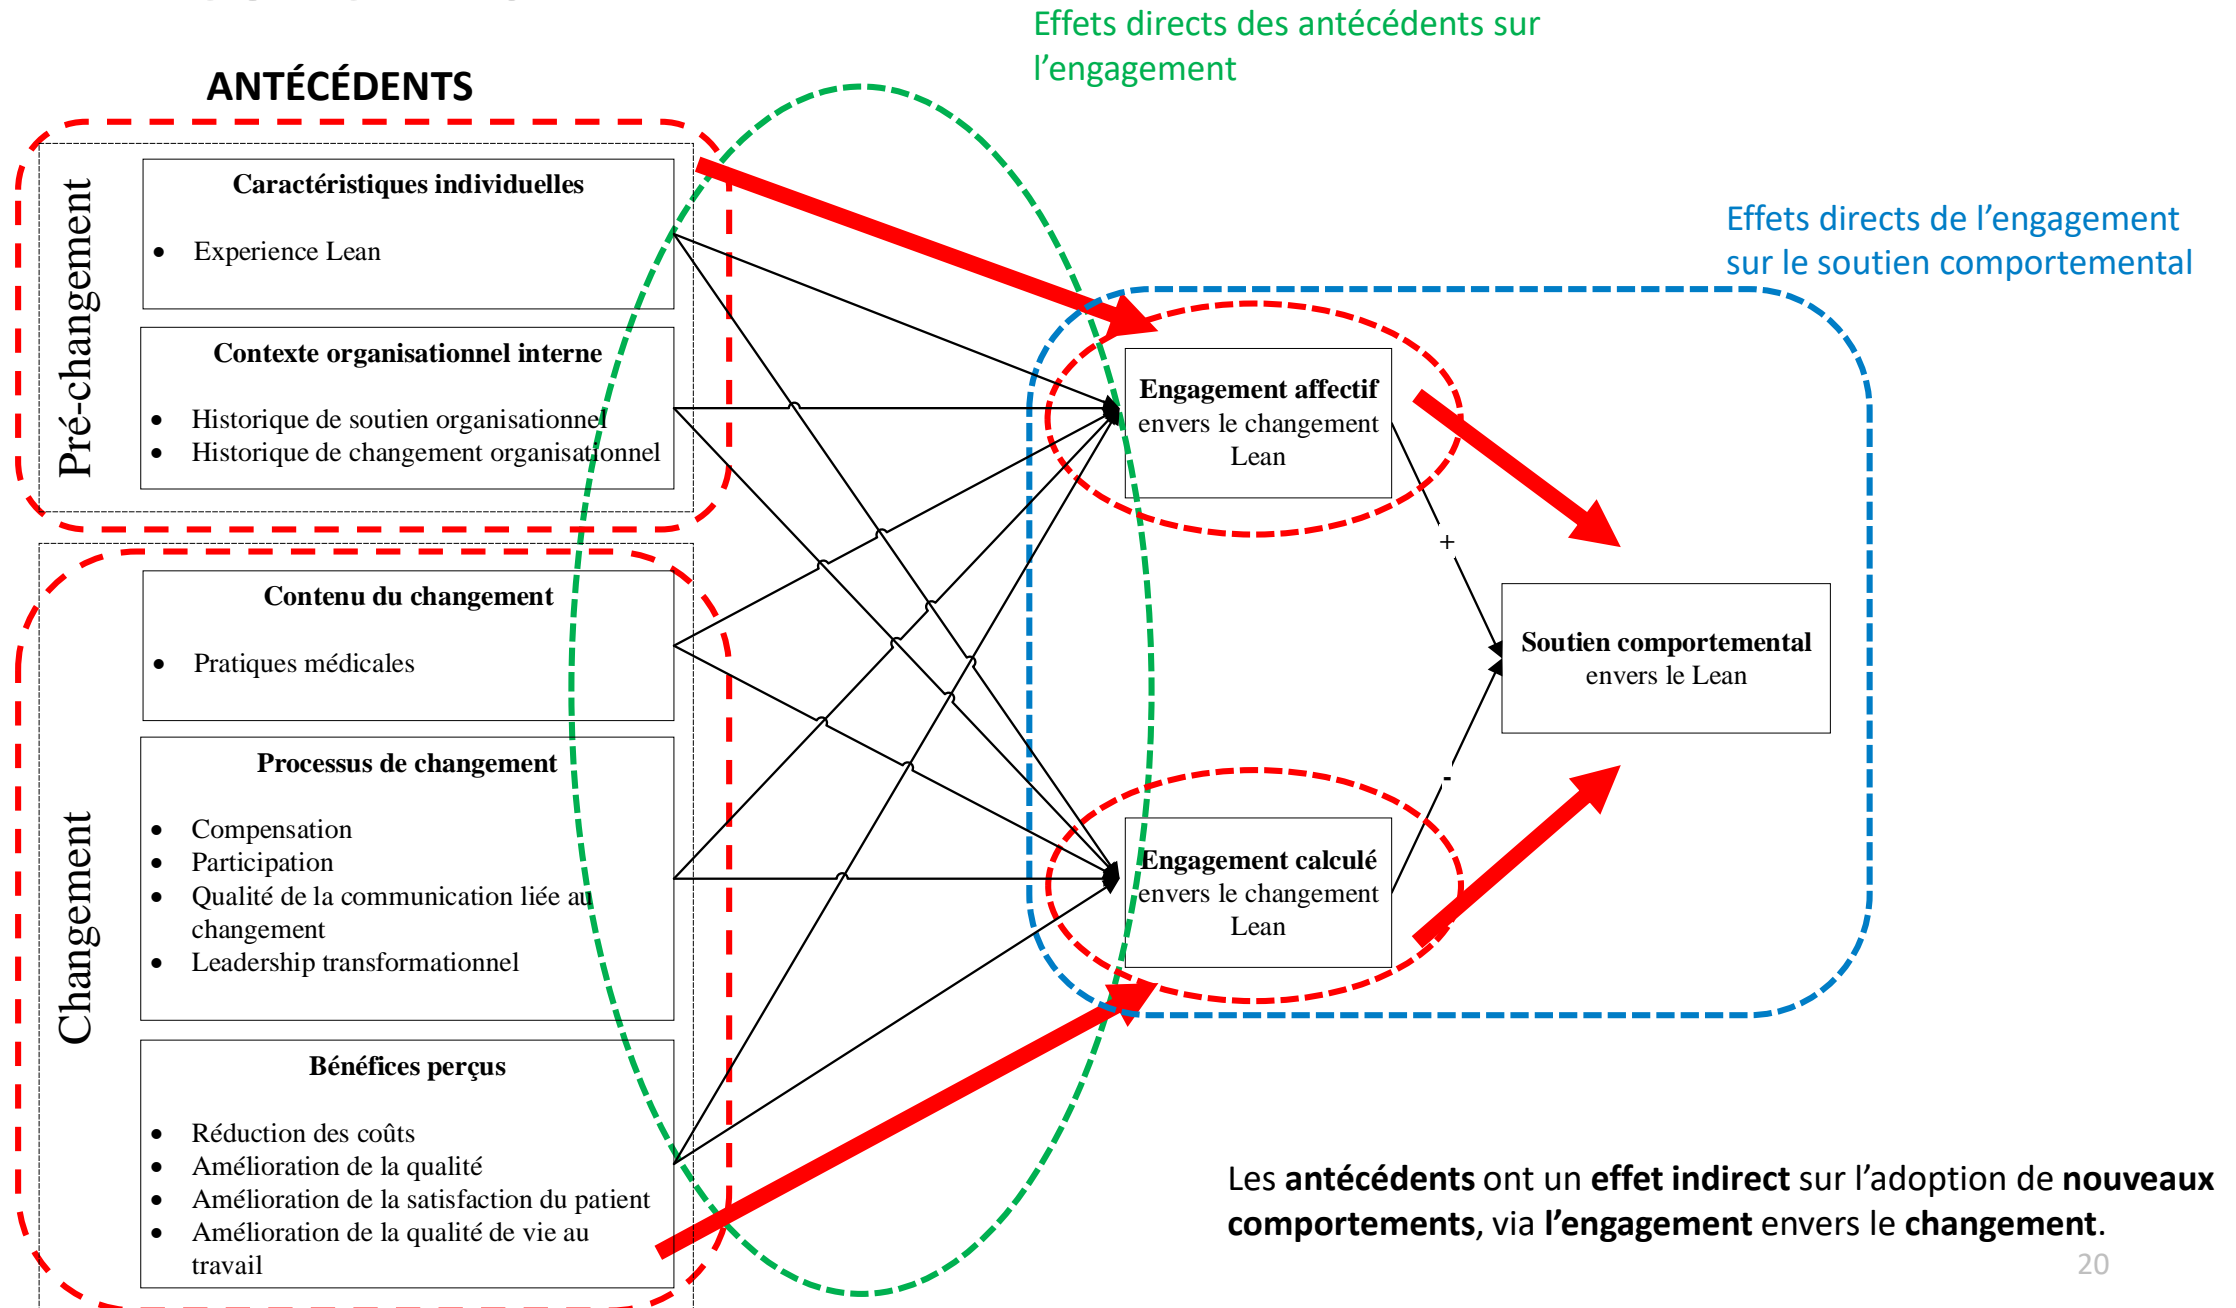 Effets directs des antécédents sur
l’engagement
ANTÉCÉDENTS
Pré-changement
Caractéristiques individuelles
• Experience Lean
Contexte organisationnel interne
• Historique de soutien organisationnel
• Historique de changement organisationnel
Changement
Contenu du changement
• Pratiques médicales
Processus de changement
• Compensation
• Participation
• Qualité de la communication liée au
changement
• Leadership transformationnel
Bénéfices perçus
• Réduction des coûts
• Amélioration de la qualité
• Amélioration de la satisfaction du patient
• Amélioration de la qualité de vie au
travail
Effets directs de l’engagement
sur le soutien comportemental
Engagement affectif
envers le changement
Lean
+
Soutien comportemental
envers le Lean
-
Engagement calculé
envers le changement
Lean
Les antécédents ont un effet indirect sur l’adoption de nouveaux
comportements, via l’engagement envers le changement.
20